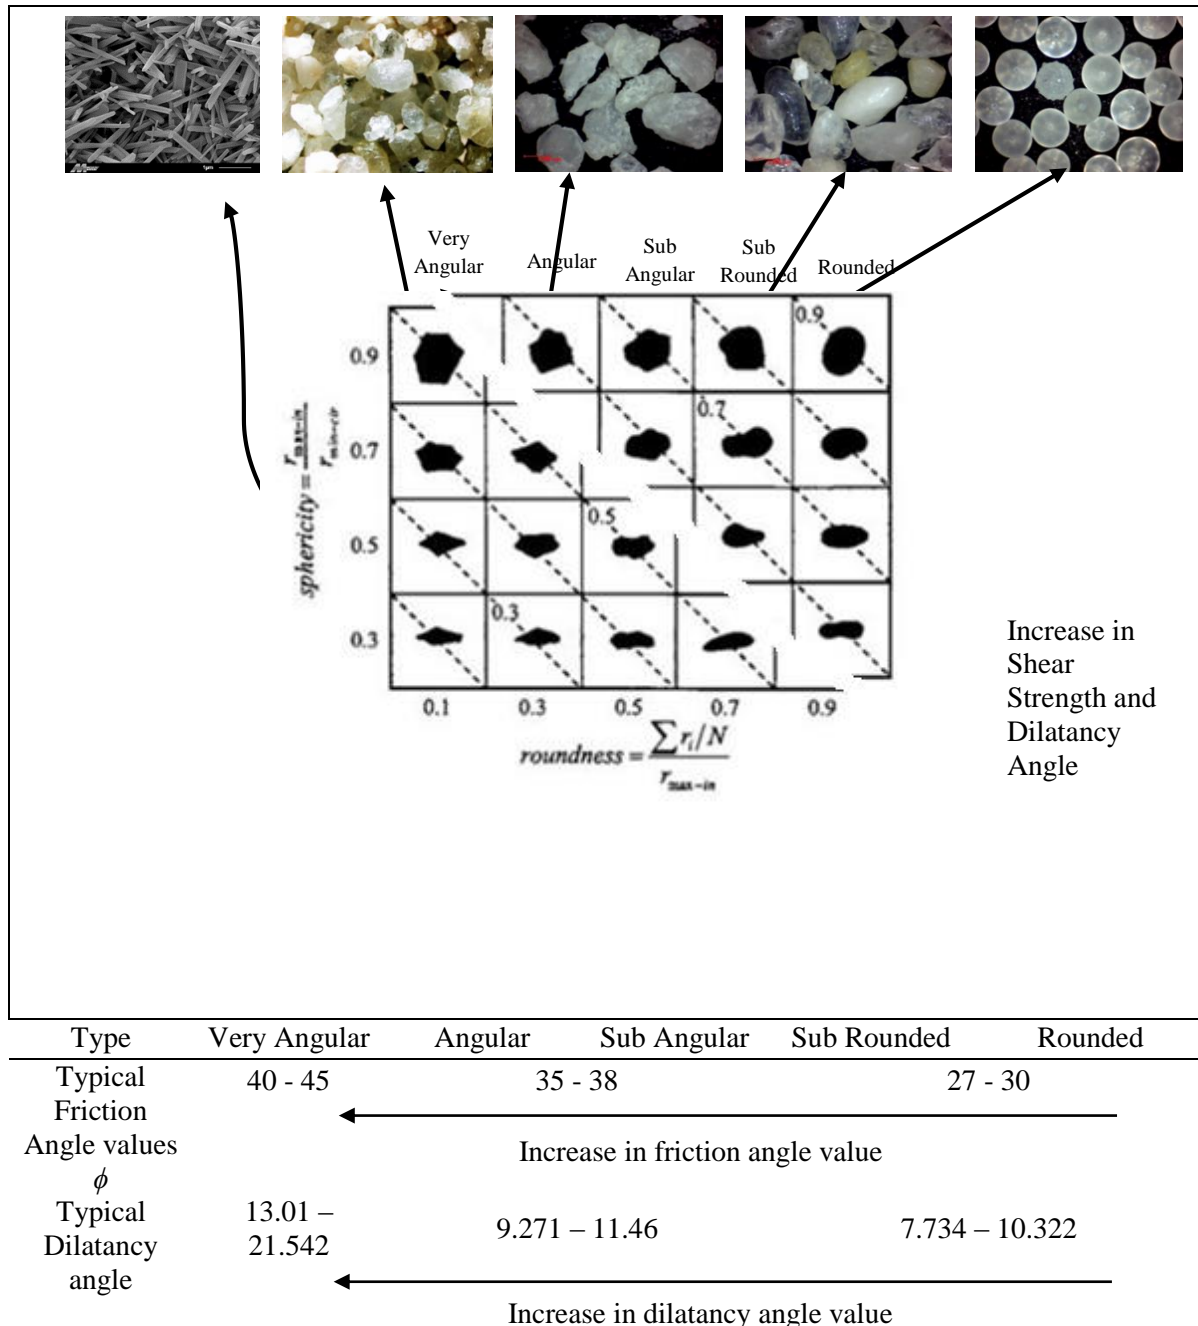 1µm
Very
Angular
Angular
Sub
Angular
Sub
Rounded
Rounded
0.9
0.9
0.7
0.7
0.5
0.5
0.3
0.3
sphericity = r max-in / r min-cir
0.1 0.3 0.5 0.7 0.9
roundness = ∑ r_i/N / r max-in
Increase in
Shear
Strength and
Dilatancy
Angle
Type Very Angular Angular Sub Angular Sub Rounded Rounded
Typical 40 - 45 35 - 38 27 - 30
Friction
Angle values Increase in friction angle value
ϕ
Typical 13.01 – 9.271 – 11.46 7.734 – 10.322
Dilatancy 21.542
angle
Increase in dilatancy angle value